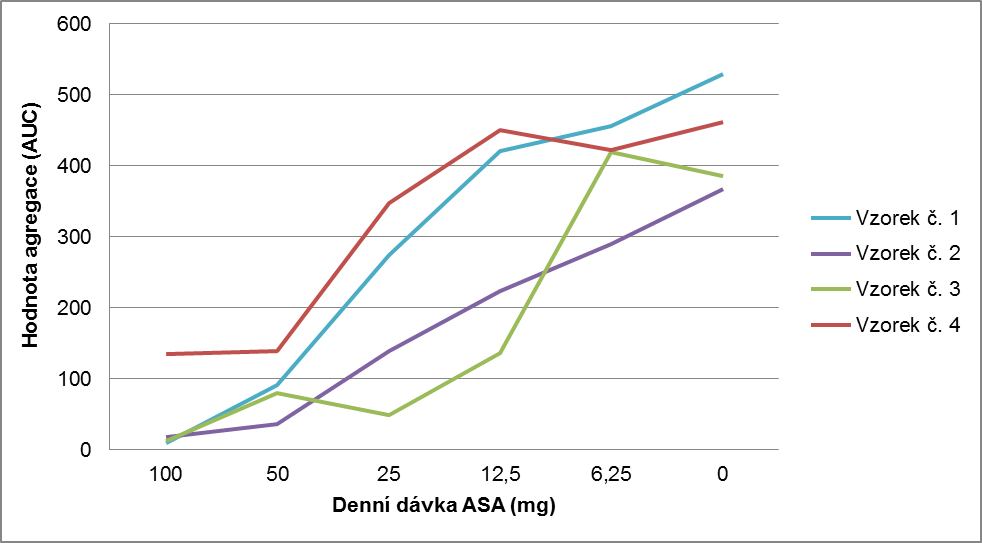 600
500
400
300
200
100
0
Hodnota agregace (AUC)
100 50 25 12,5 6,25 0
Denní dávka ASA (mg)
Vzorek č. 1
Vzorek č. 2
Vzorek č. 3
Vzorek č. 4